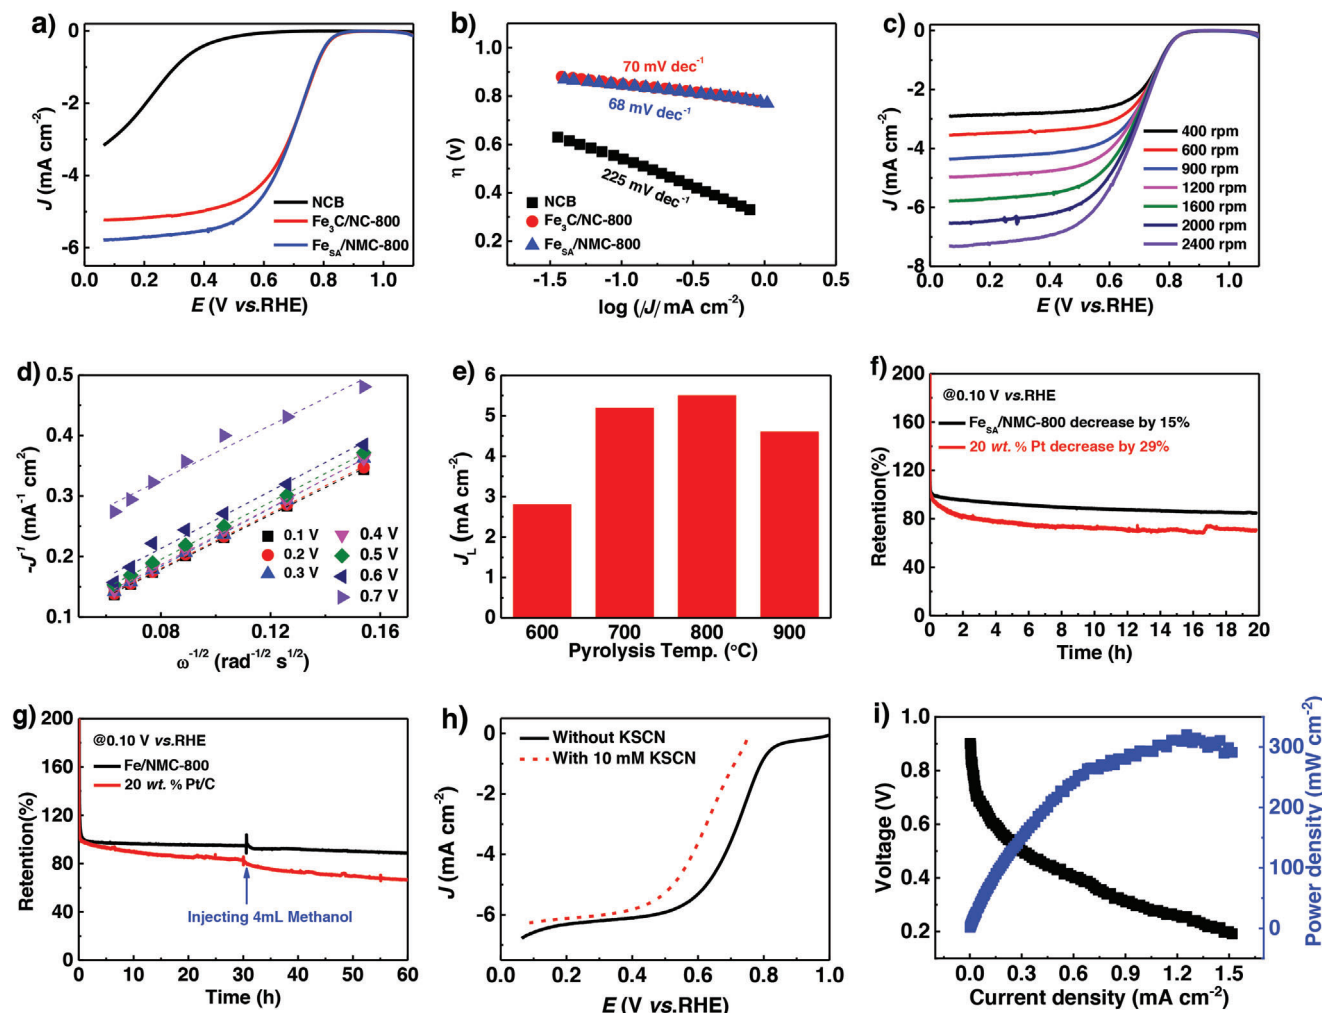 a)
0
-2
-4
-6
J (mA cm-2)
NCB
Fe3C/NC-800
FeSA/NMC-800
0.0 0.2 0.4 0.6 0.8 1.0
E (V vs.RHE)
b)
1.0
0.8
0.6
0.4
0.2
η (v)
70 mV dec-1
68 mV dec-1
225 mV dec-1
NCB
Fe3C/NC-800
FeSA/NMC-800
-1.5 -1.0 -0.5 0.0 0.5
log (/J/ mA cm-2)
c)
0
-2
-4
-6
-8
J (mA cm-2)
400 rpm
600 rpm
900 rpm
1200 rpm
1600 rpm
2000 rpm
2400 rpm
0.0 0.2 0.4 0.6 0.8 1.0
E (V vs.RHE)
d)
0.5
0.4
0.3
0.2
0.1
-J-1 (mA-1 cm2)
0.1 V
0.2 V
0.3 V
0.4 V
0.5 V
0.6 V
0.7 V
0.08 0.12 0.16
ω-1/2 (rad-1/2 s1/2)
e)
6
5
4
3
2
1
0
JL (mA cm-2)
600 700 800 900
Pyrolysis Temp. (°C)
f)
200
160
120
80
40
0
Retention(%)
@0.10 V vs.RHE
FeSA/NMC-800 decrease by 15%
20 wt. % Pt decrease by 29%
0 2 4 6 8 10 12 14 16 18 20
Time (h)
g)
200
160
120
80
40
0
Retention(%)
@0.10 V vs.RHE
Fe/NMC-800
20 wt. % Pt/C
Injecting 4mL Methanol
0 10 20 30 40 50 60
Time (h)
h)
0
-2
-4
-6
J (mA cm-2)
Without KSCN
With 10 mM KSCN
0.0 0.2 0.4 0.6 0.8 1.0
E (V vs.RHE)
i)
1.0
0.8
0.6
0.4
0.2
Voltage (V)
300
200
100
0
Power density (mW cm-2)
0.0 0.3 0.6 0.9 1.2 1.5
Current density (mA cm-2)